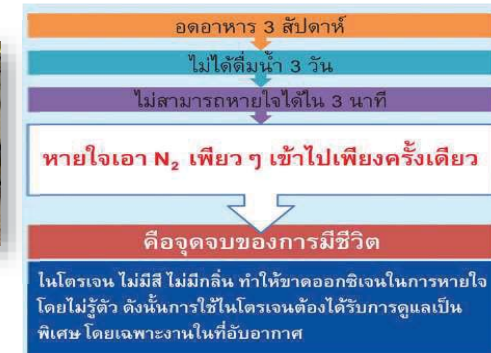 อดอาหาร 3 สัปดาห์
ไม่ได้ดื่มน้ำ 3 วัน
ไม่สามารถหายใจได้ใน 3 นาที
หายใจเอา N₂ เพียว ๆ เข้าไปเพียงครั้งเดียว
คือจุดจบของการมีชีวิต
ไนโตรเจน ไม่มีสี ไม่มีกลิ่น ทำให้ขาดออกซิเจนในการหายใจ
โดยไม่รู้ตัว ดังนั้นการใช้ไนโตรเจนต้องได้รับการดูแลเป็น
พิเศษ โดยเฉพาะงานในที่อับอากาศ